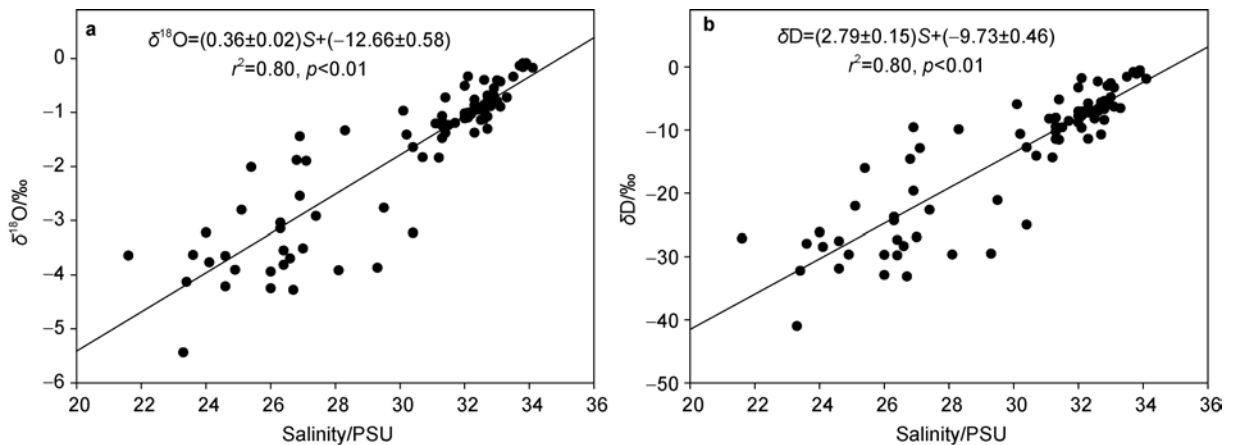 a
δ¹⁸O=(0.36±0.02)S+(−12.66±0.58)
r²=0.80, p<0.01
δ¹⁸O/‰
0
−1
−2
−3
−4
−5
−6
20 22 24 26 28 30 32 34 36
Salinity/PSU
b
δD=(2.79±0.15)S+(−9.73±0.46)
r²=0.80, p<0.01
δD/‰
0
−10
−20
−30
−40
−50
20 22 24 26 28 30 32 34 36
Salinity/PSU